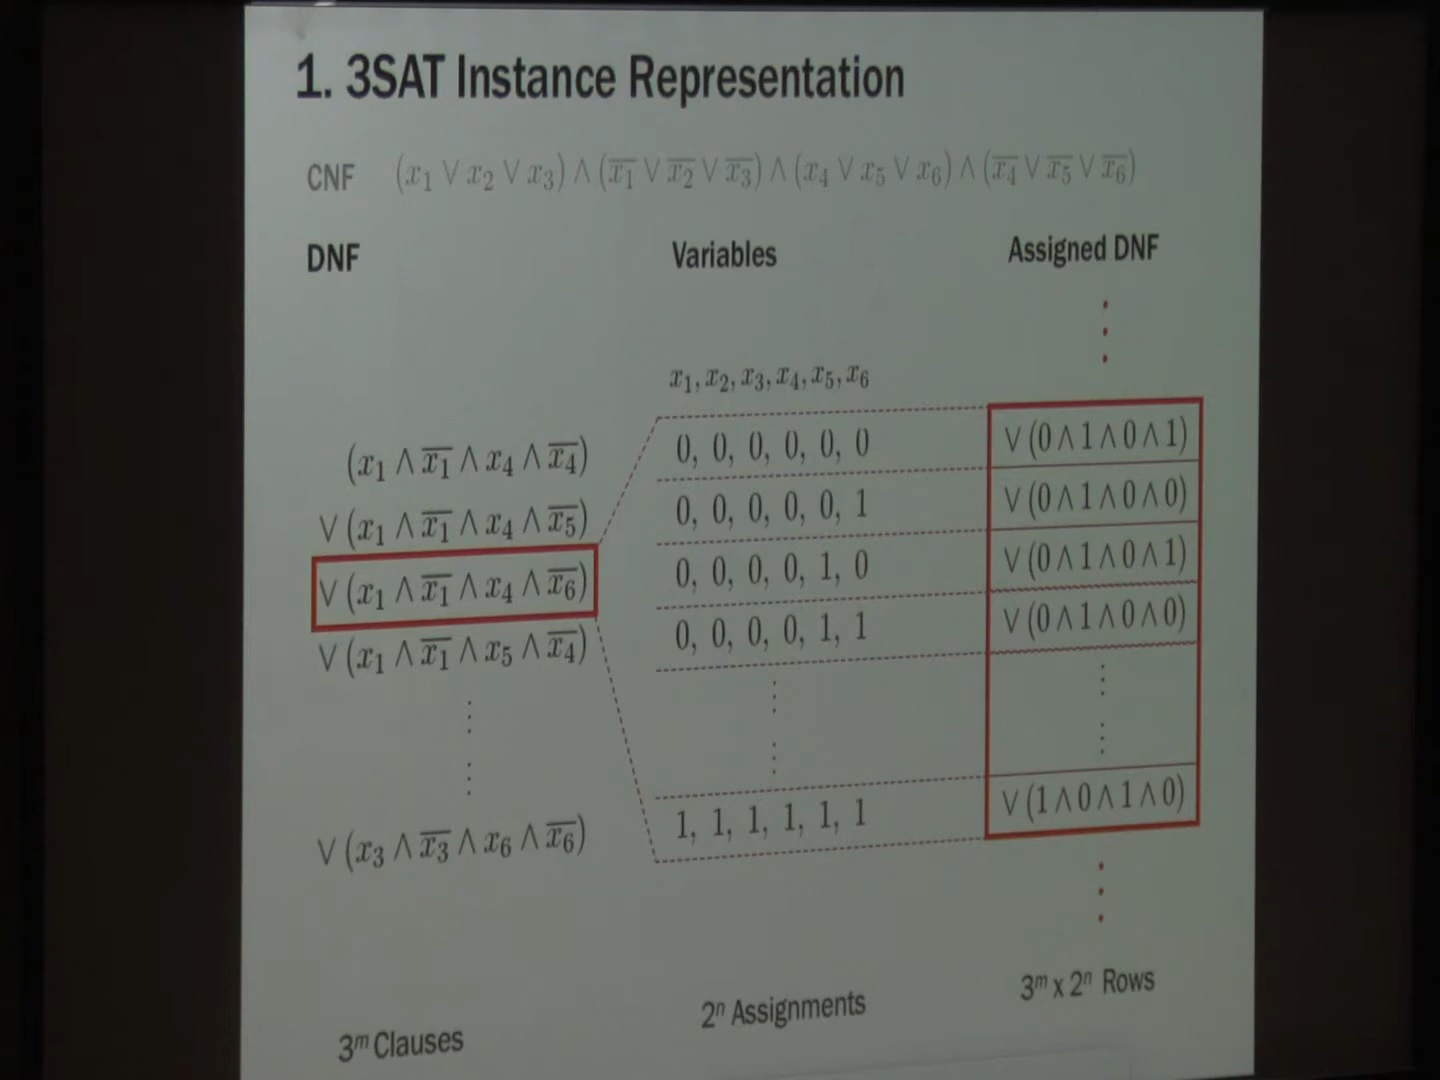 1. 3SAT Instance Representation
CNF (x₁ ∨ x₂ ∨ x₃) ∧ (x̅₁ ∨ x̅₂ ∨ x̅₃) ∧ (x₄ ∨ x₅ ∨ x₆) ∧ (x̅₄ ∨ x̅₅ ∨ x̅₆)
DNF Variables Assigned DNF
x₁, x₂, x₃, x₄, x₅, x₆
(x₁ ∧ x̅₁ ∧ x₄ ∧ x̅₄) 0, 0, 0, 0, 0, 0 ∨ (0 ∧ 1 ∧ 0 ∧ 1)
∨ (x₁ ∧ x̅₁ ∧ x₄ ∧ x̅₅) 0, 0, 0, 0, 0, 1 ∨ (0 ∧ 1 ∧ 0 ∧ 0)
∨ (x₁ ∧ x̅₁ ∧ x₄ ∧ x̅₆) 0, 0, 0, 0, 1, 0 ∨ (0 ∧ 1 ∧ 0 ∧ 1)
∨ (x₁ ∧ x̅₁ ∧ x₅ ∧ x̅₄) 0, 0, 0, 0, 1, 1 ∨ (0 ∧ 1 ∧ 0 ∧ 0)
∨ (x₃ ∧ x̅₃ ∧ x₆ ∧ x̅₆) 1, 1, 1, 1, 1, 1 ∨ (1 ∧ 0 ∧ 1 ∧ 0)
3ᵐ Clauses 2ⁿ Assignments 3ᵐ x 2ⁿ Rows